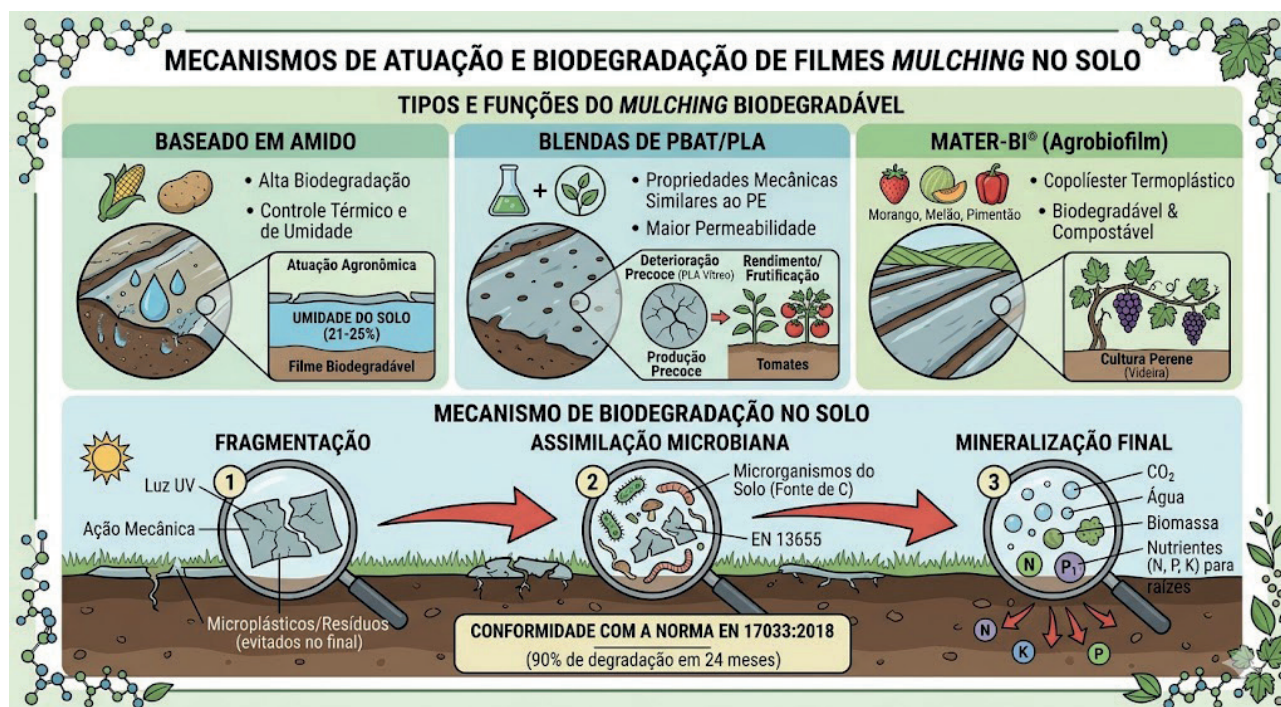 MECANISMOS DE ATUAÇÃO E BIODEGRADAÇÃO DE FILMES MULCHING NO SOLO
TIPOS E FUNÇÕES DO MULCHING BIODEGRADÁVEL
BASEADO EM AMIDO
• Alta Biodegradação
• Controle Térmico e
de Umidade
Atuação Agronômica
UMIDADE DO SOLO
(21-25%)
Filme Biodegradável
BLENDAS DE PBAT/PLA
+
• Propriedades Mecânicas
Similares ao PE
• Maior Permeabilidade
Deterioração
Precoce (PLA Vítreo)
Produção
Precoce
Rendimento/
Frutificação
Tomates
MATER-BI® (Agrobiofilm)
Morango, Melão, Pimentão
• Copolíester Termoplástico
• Biodegradável &
Compostável
Cultura Perene
(Videira)
MECANISMO DE BIODEGRADAÇÃO NO SOLO
FRAGMENTAÇÃO
1
Luz UV
Ação Mecânica
Microplásticos/Resíduos
(evitados no final)
ASSIMILAÇÃO MICROBIANA
2
Microrganismos do
Solo (Fonte de C)
EN 13655
MINERALIZAÇÃO FINAL
3
CO₂
Água
Biomassa
Nutrientes
(N, P, K) para
raízes
N
P₁⁻
N
K
P
CONFORMIDADE COM A NORMA EN 17033:2018
(90% de degradação em 24 meses)